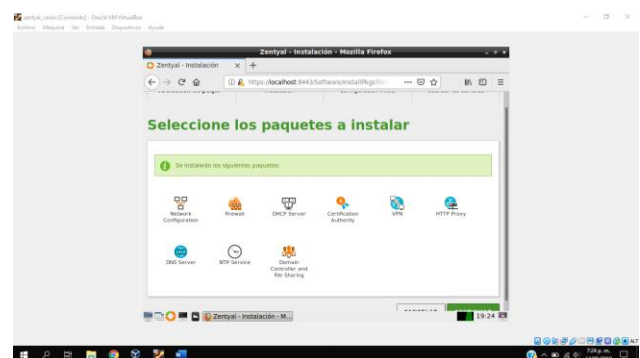 zentyal_carlos [Corriendo] - Oracle VM VirtualBox
Archivo Máquina Ver Entrada Dispositivos Ayuda
Zentyal - Instalación - Mozilla Firefox
Zentyal - Instalación
https://localhost:8443/Software/InstallPkgs?
Seleccione los paquetes a instalar
Se instalarán los siguientes paquetes:
Network Configuration
Firewall
DHCP Server
Certification Authority
VPN
HTTP Proxy
DNS Server
NTP Service
Domain Controller and File Sharing
CANCELAR
Zentyal - Instalación - M...
19:24
7:24 p. m.